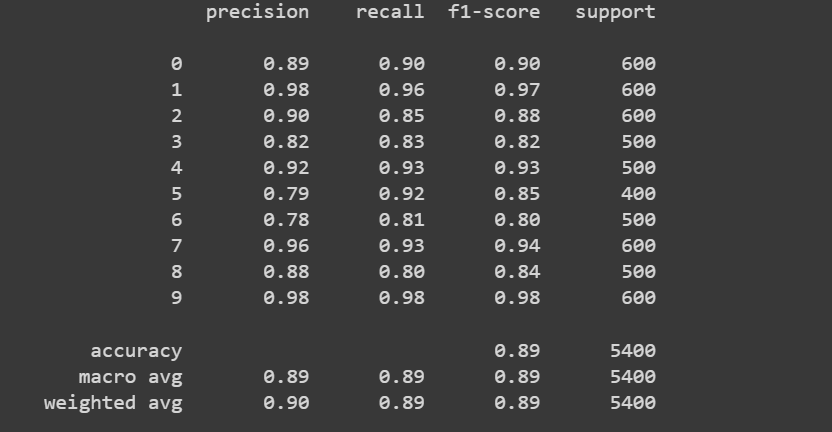 precision recall f1-score support
0 0.89 0.90 0.90 600
1 0.98 0.96 0.97 600
2 0.90 0.85 0.88 600
3 0.82 0.83 0.82 500
4 0.92 0.93 0.93 500
5 0.79 0.92 0.85 400
6 0.78 0.81 0.80 500
7 0.96 0.93 0.94 600
8 0.88 0.80 0.84 500
9 0.98 0.98 0.98 600
accuracy 0.89 5400
macro avg 0.89 0.89 0.89 5400
weighted avg 0.90 0.89 0.89 5400